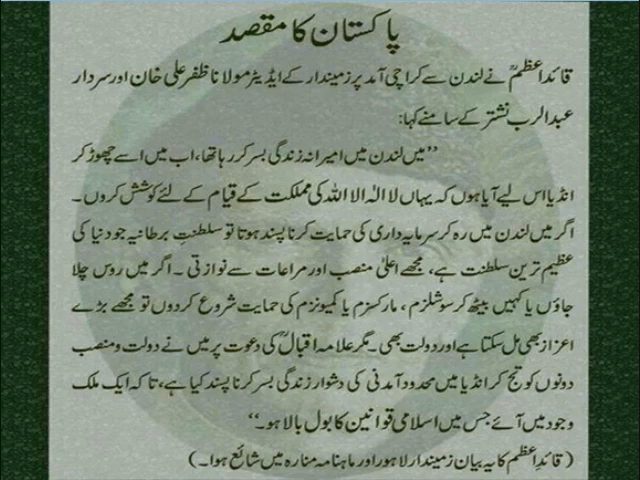 پاکستان کا مقصد
قائداعظمؒ نے لندن سے کراچی آمد پر زمیندار کے ایڈیٹر مولانا ظفر علی خان اور سردار
عبدالرب نشتر کے سامنے کہا:
”میں لندن میں امیرانہ زندگی بسر کر رہا تھا، اب میں اسے چھوڑ کر
انڈیا اس لیے آیا ہوں کہ یہاں لا الٰہ الا اللہ کی مملکت کے قیام کے لئے کوشش کروں۔
اگر میں لندن میں رہ کر سرمایہ داری کی حمایت کرنا پسند ہوتا تو سلطنتِ برطانیہ جو دنیا کی
عظیم ترین سلطنت ہے، مجھے اعلیٰ منصب اور مراعات سے نوازتی۔ اگر میں روس چلا
جاؤں یا کہیں بیٹھ کر سوشلزم، مارکسزم یا کمیونزم کی حمایت شروع کردوں تو مجھے بڑے
اعزاز بھی مل سکتا ہے اور دولت بھی۔ مگر علامہ اقبالؒ کی دعوت پر میں نے دولت و منصب
دونوں کو تج کر انڈیا میں محدود آمدنی کی دشوار زندگی بسر کرنا پسند کیا ہے، تاکہ ایک ملک
وجود میں آئے جس میں اسلامی قوانین کا بول بالا ہو۔“
(قائدِاعظم کا یہ بیان زمیندار لاہور اور ماہنامہ منارہ میں شائع ہوا۔)